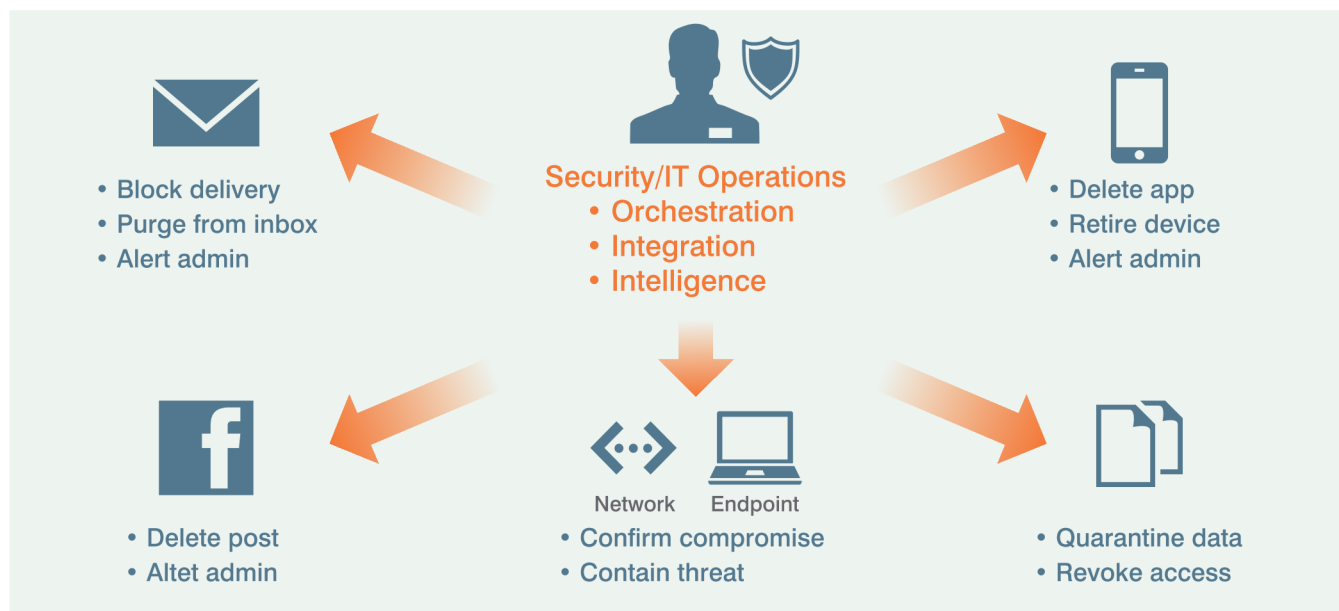 Security/IT Operations
• Orchestration
• Integration
• Intelligence
• Block delivery
• Purge from inbox
• Alert admin
• Delete app
• Retire device
• Alert admin
• Delete post
• Altet admin
Network Endpoint
• Confirm compromise
• Contain threat
• Quarantine data
• Revoke access